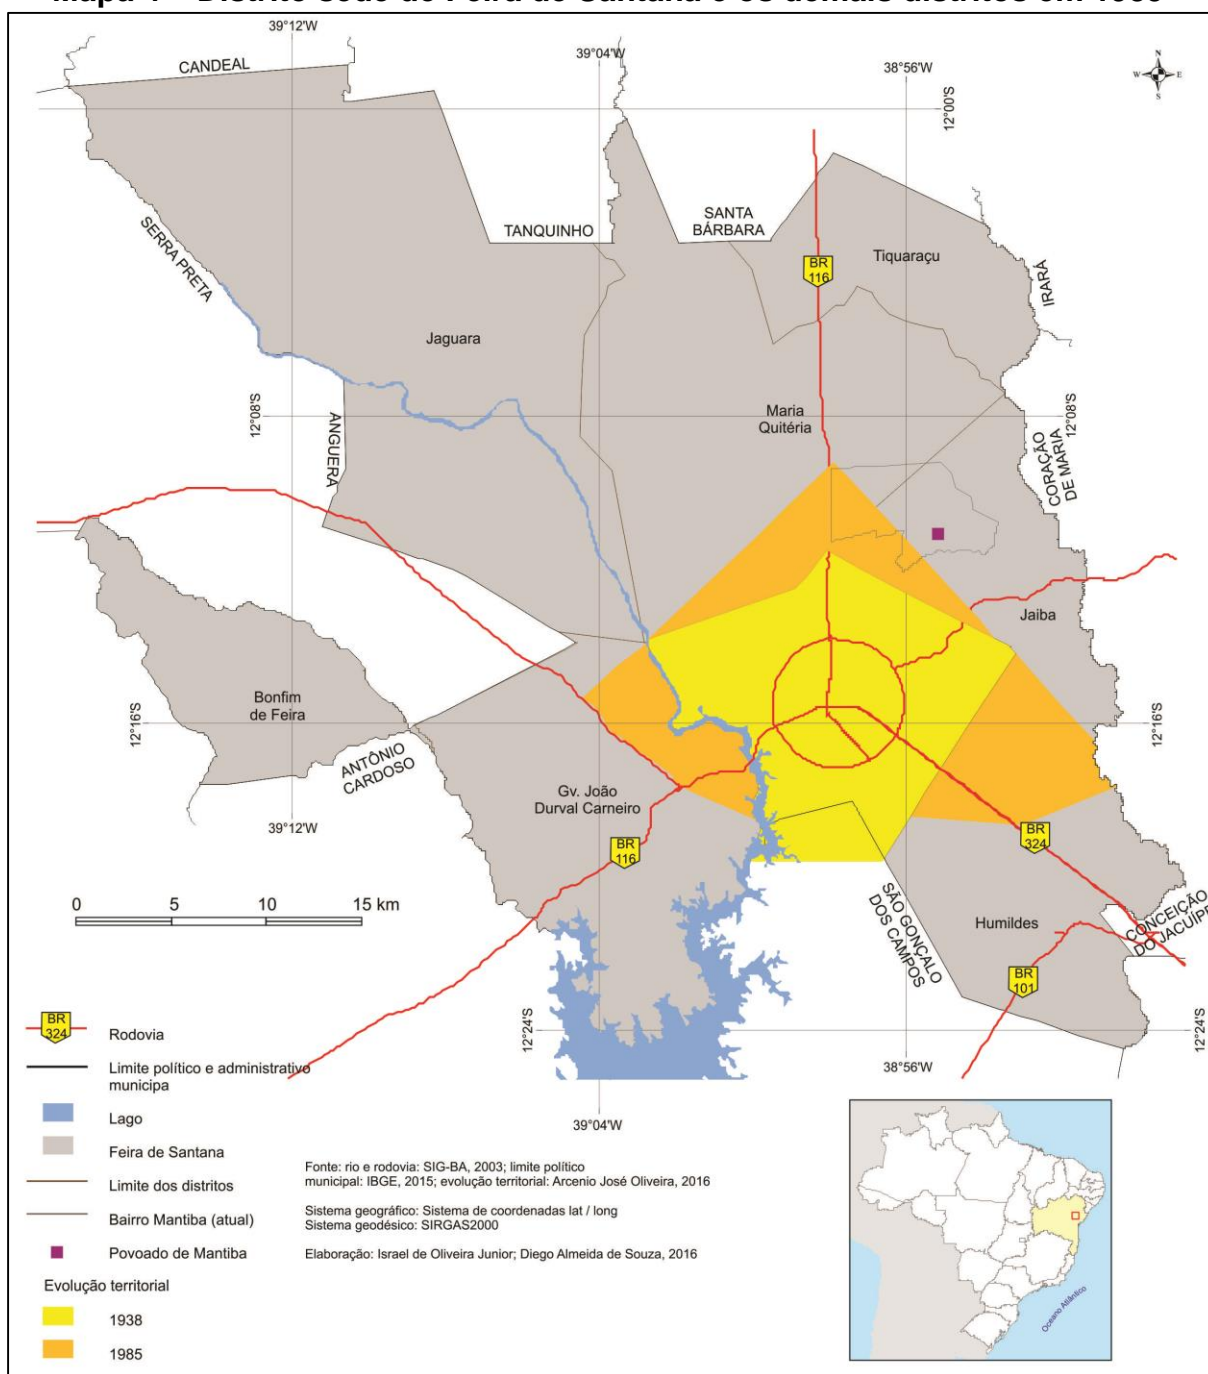 39°12'W
39°04'W
38°56'W
N
W E
S
CANDEAL
12°00'S
SERRA PRETA
TANQUINHO
SANTA
BÁRBARA
Tiquaraçu
IRARÁ
BR
116
Jaguara
12°08'S
ANGUERA
Maria
Quitéria
12°08'S
CORAÇÃO
DE MARIA
Jaiba
Bonfim
de Feira
12°16'S
12°16'S
ANTÔNIO
CARDOSO
Gv. João
Durval Carneiro
39°12'W
BR
116
BR
324
0 5 10 15 km
SÃO GONÇALO
DOS CAMPOS
Humildes
CONCEIÇÃO
DO JACUÍPE
BR
101
12°24'S
12°24'S
38°56'W
39°04'W
BR
324
Rodovia
Limite político e administrativo
municipa
Lago
Feira de Santana
Limite dos distritos
Bairro Mantiba (atual)
Povoado de Mantiba
Evolução territorial
1938
1985
Fonte: rio e rodovia: SIG-BA, 2003; limite político
municipal: IBGE, 2015; evolução territorial: Arcenio José Oliveira, 2016
Sistema geográfico: Sistema de coordenadas lat / long
Sistema geodésico: SIRGAS2000
Elaboração: Israel de Oliveira Junior; Diego Almeida de Souza, 2016
Oceano Atlântico